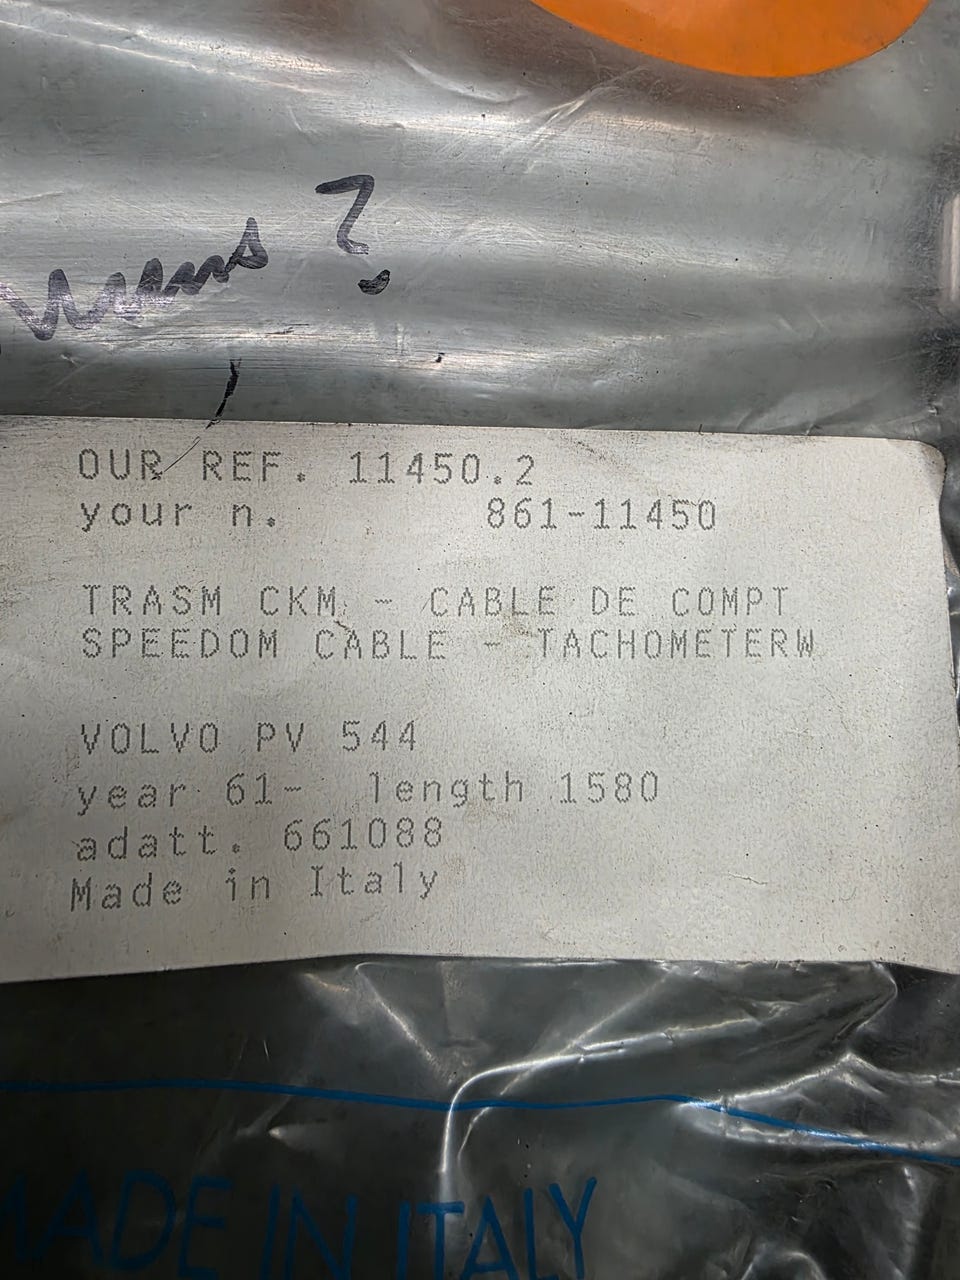 ?
OUR REF. 11450.2
your n. 861-11450
TRASM CKM - CABLE DE COMPT
SPEEDOM CABLE - TACHOMETERW
VOLVO PV 544
year 61- length 1580
adatt. 661088
Made in Italy
MADE IN ITALY